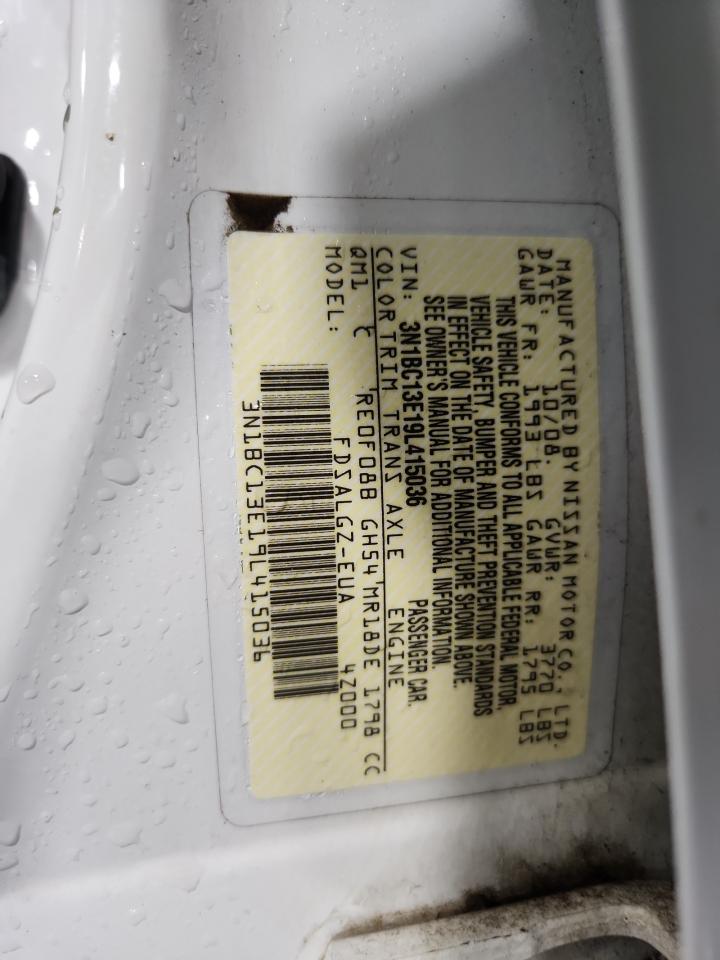 MANUFACTURED BY NISSAN MOTOR CO., LTD.
DATE: 10/08. GVWR: 3770 LBS
GAWR FR: 1993 LBS GAWR RR: 1795 LBS
THIS VEHICLE CONFORMS TO ALL APPLICABLE FEDERAL MOTOR
VEHICLE SAFETY, BUMPER AND THEFT PREVENTION STANDARDS
IN EFFECT ON THE DATE OF MANUFACTURE SHOWN ABOVE.
SEE OWNER'S MANUAL FOR ADDITIONAL INFORMATION.
VIN: 3N1BC13E19L415036 PASSENGER CAR.
COLOR TRIM TRANS AXLE ENGINE
QM1 C RE0F08B GH54 MR18DE 1798 CC
MODEL: FDSALGZ-EUA 4Z000
3N1BC13E19L415036